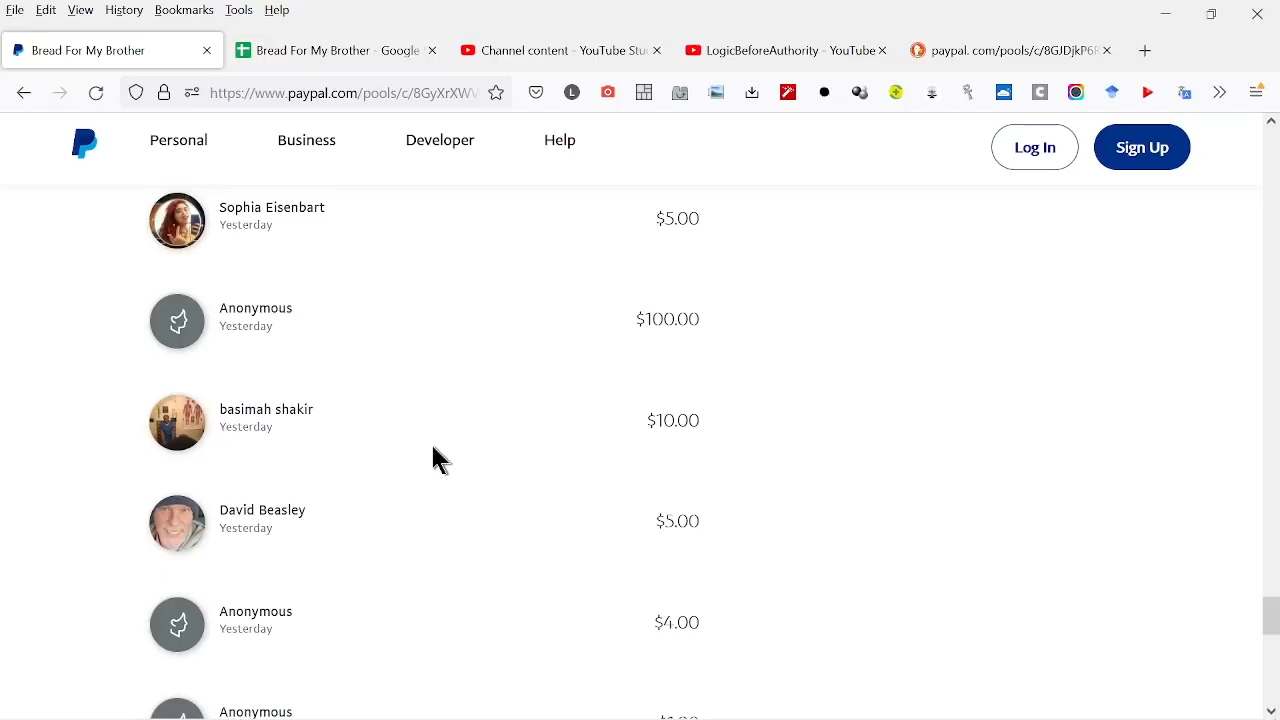 File Edit View History Bookmarks Tools Help
Bread For My Brother
Bread For My Brother - Google
Channel content - YouTube Stu
LogicBeforeAuthority - YouTube
paypal. com/pools/c/8GJDjkP6R
https://www.paypal.com/pools/c/8GyXrXWV
Personal Business Developer Help Log In Sign Up
Sophia Eisenbart $5.00
Yesterday
Anonymous $100.00
Yesterday
basimah shakir $10.00
Yesterday
David Beasley $5.00
Yesterday
Anonymous $4.00
Yesterday
Anonymous